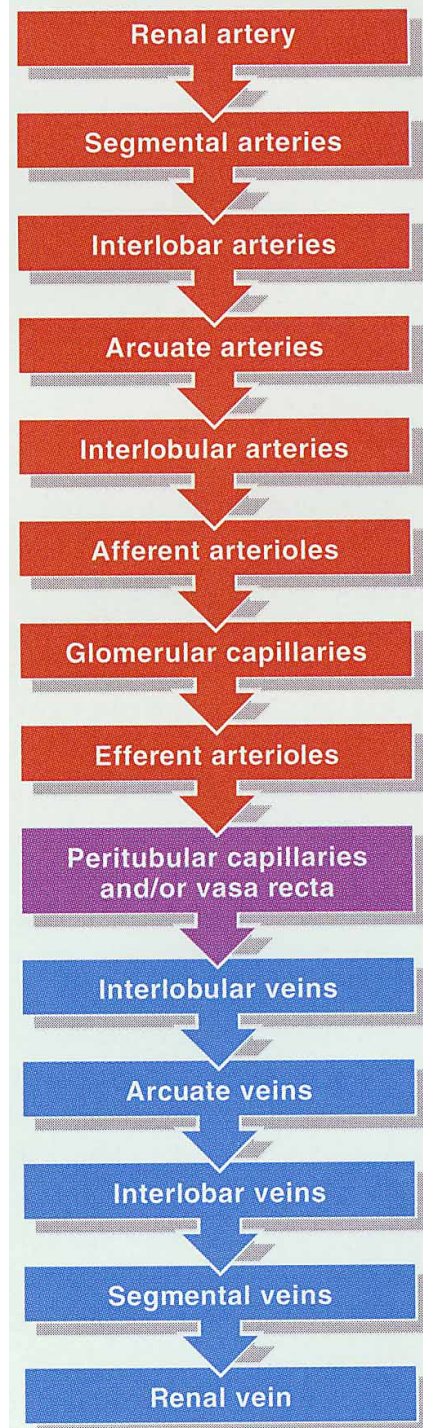 Renal artery
Segmental arteries
Interlobar arteries
Arcuate arteries
Interlobular arteries
Afferent arterioles
Glomerular capillaries
Efferent arterioles
Peritubular capillaries
and/or vasa recta
Interlobular veins
Arcuate veins
Interlobar veins
Segmental veins
Renal vein